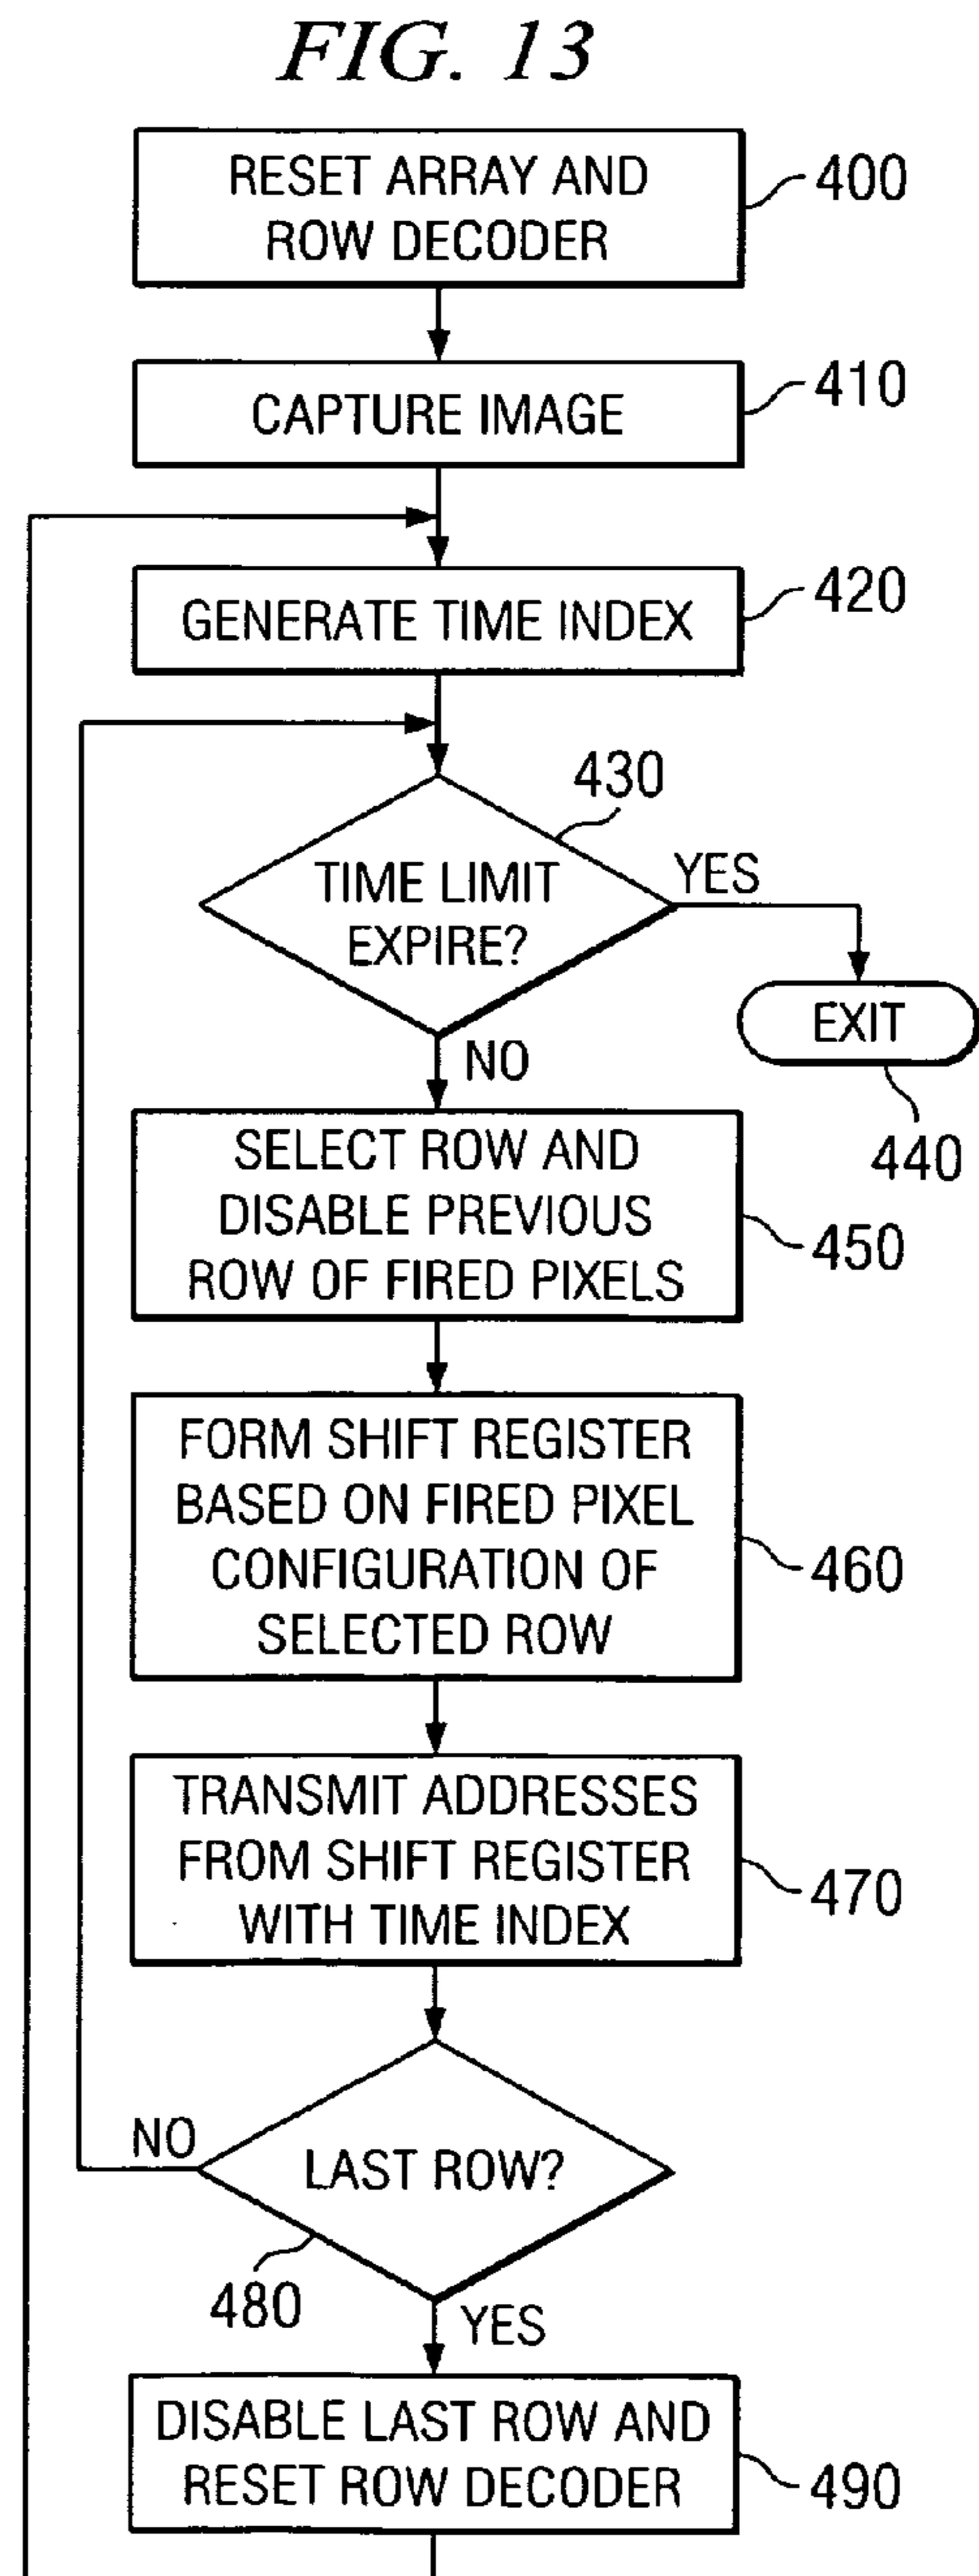 FIG. 13
RESET ARRAY AND
ROW DECODER
400
CAPTURE IMAGE
410
GENERATE TIME INDEX
420
430
TIME LIMIT
EXPIRE?
YES
EXIT
440
NO
SELECT ROW AND
DISABLE PREVIOUS
ROW OF FIRED PIXELS
450
FORM SHIFT REGISTER
BASED ON FIRED PIXEL
CONFIGURATION OF
SELECTED ROW
460
TRANSMIT ADDRESSES
FROM SHIFT REGISTER
WITH TIME INDEX
470
NO
LAST ROW?
480
YES
DISABLE LAST ROW AND
RESET ROW DECODER
490